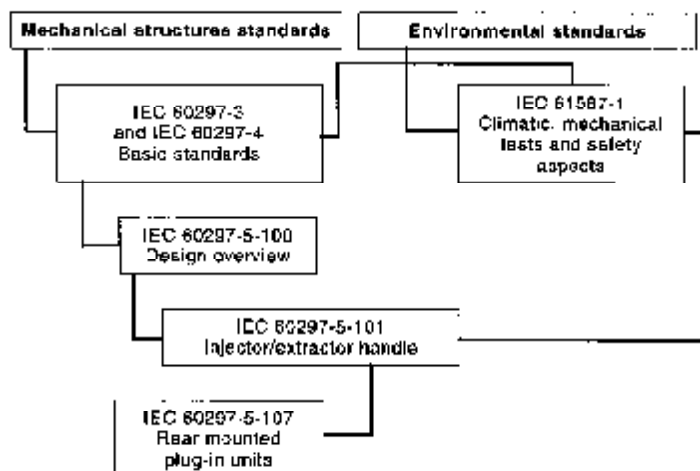 Mechanical structures standards
Environmental standards
IEC 60297-3
and IEC 60297-4
Basic standards
IEC 61587-1
Climatic, mechanical
tests and safety
aspects
IEC 60297-5-100
Design overview
IEC 60297-5-101
Injector/extractor handle
IEC 60297-5-107
Rear mounted
plug-in units